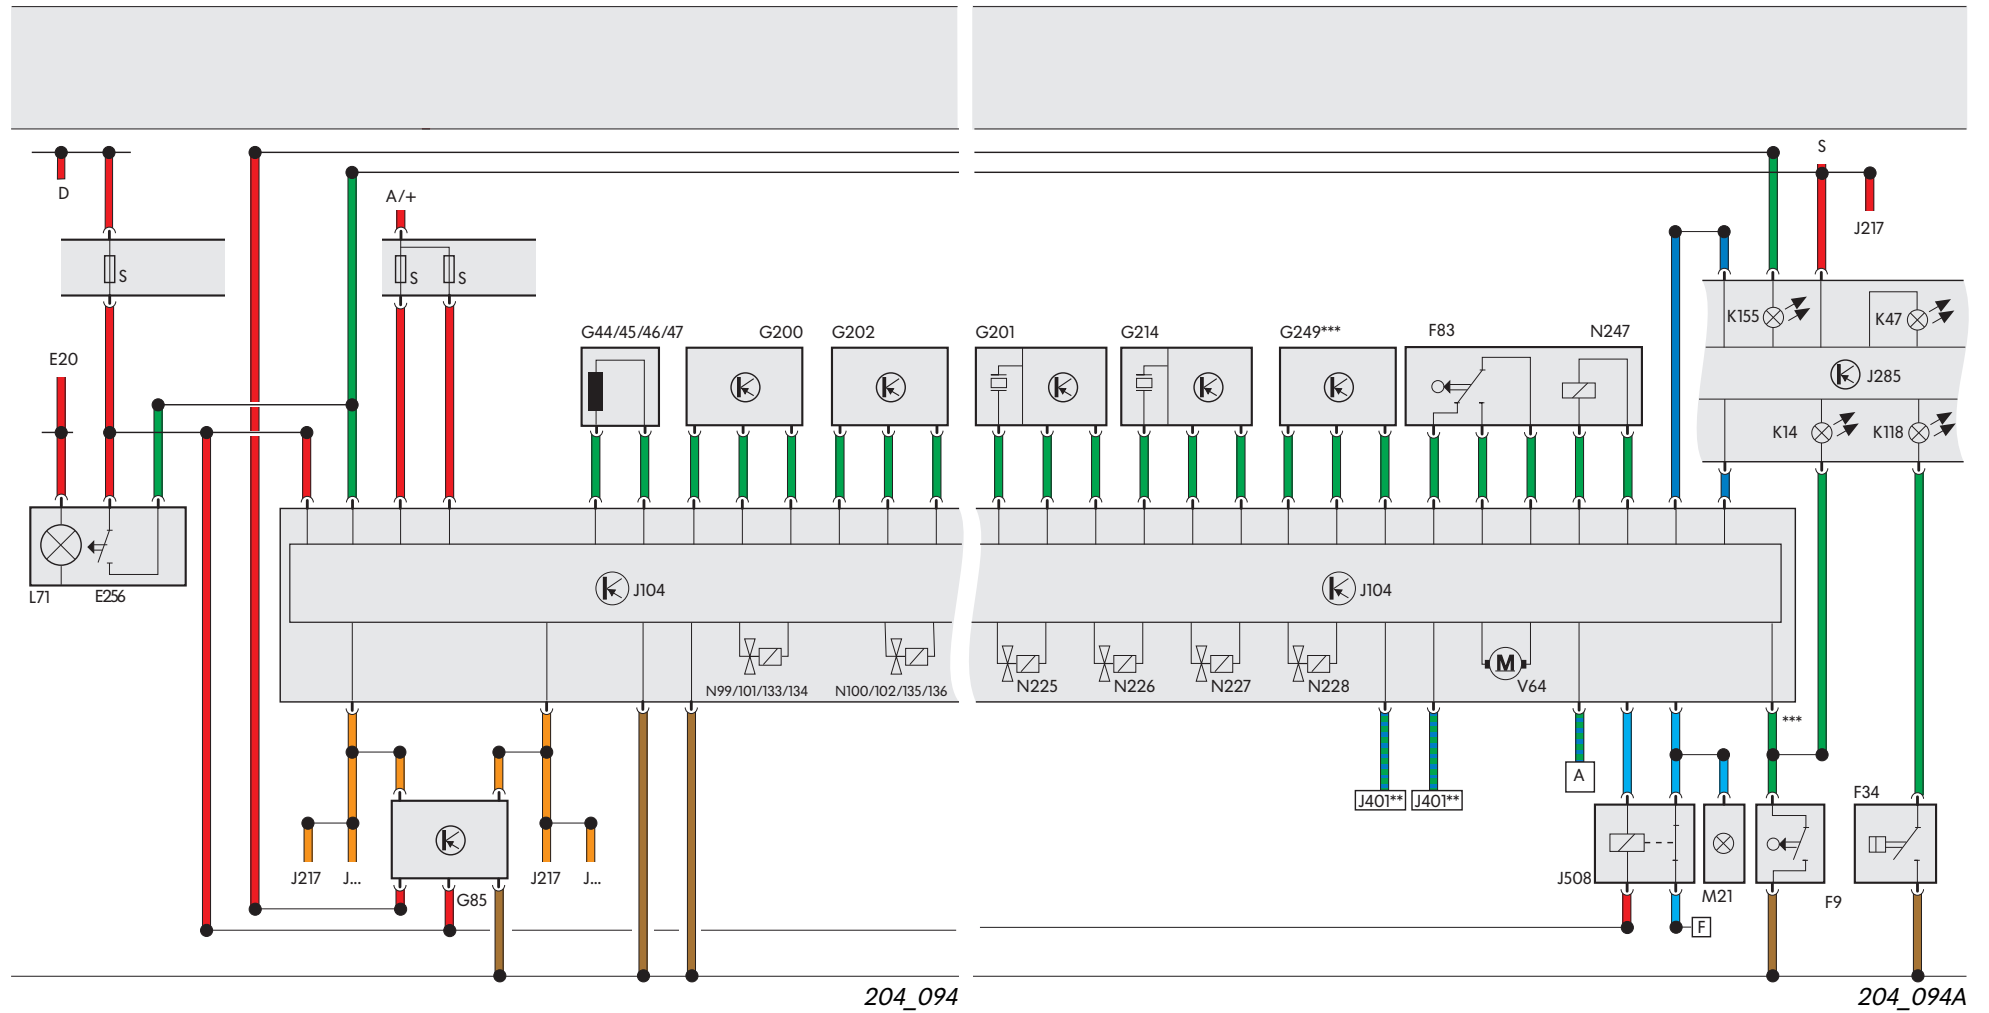 S
D
A/+
J217
S
S
S
G44/45/46/47
G200
G202
G201
G214
G249***
F83
N247
K155
K47
E20
J285
K14
K118
J104
J104
L71
E256
N99/101/133/134
N100/102/135/136
N225
N226
N227
N228
M
V64
***
A
J401**
J401**
F34
J217
J...
J217
J...
J508
G85
M21
F9
F
204_094
204_094A